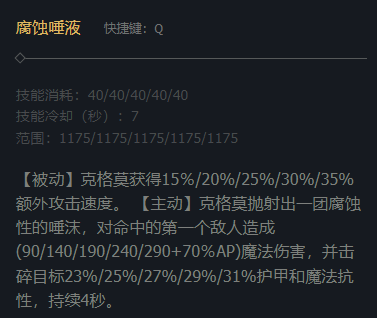 腐蚀唾液 快捷键：Q
技能消耗：40/40/40/40/40
技能冷却（秒）：7
范围：1175/1175/1175/1175/1175
【被动】克格莫获得15%/20%/25%/30%/35%
额外攻击速度。 【主动】克格莫抛射出一团腐蚀
性的唾沫，对命中的第一个敌人造成
(90/140/190/240/290+70%AP)魔法伤害，并击
碎目标23%/25%/27%/29%/31%护甲和魔法抗
性，持续4秒。